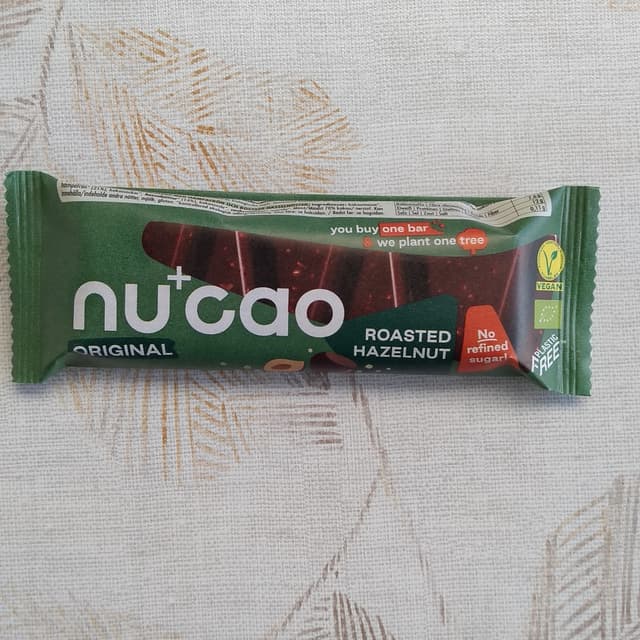 you buy one bar
we plant one tree
nu+cao
ORIGINAL
ROASTED
HAZELNUT
No
refined
sugar!
VEGAN
PLASTIC
FREE